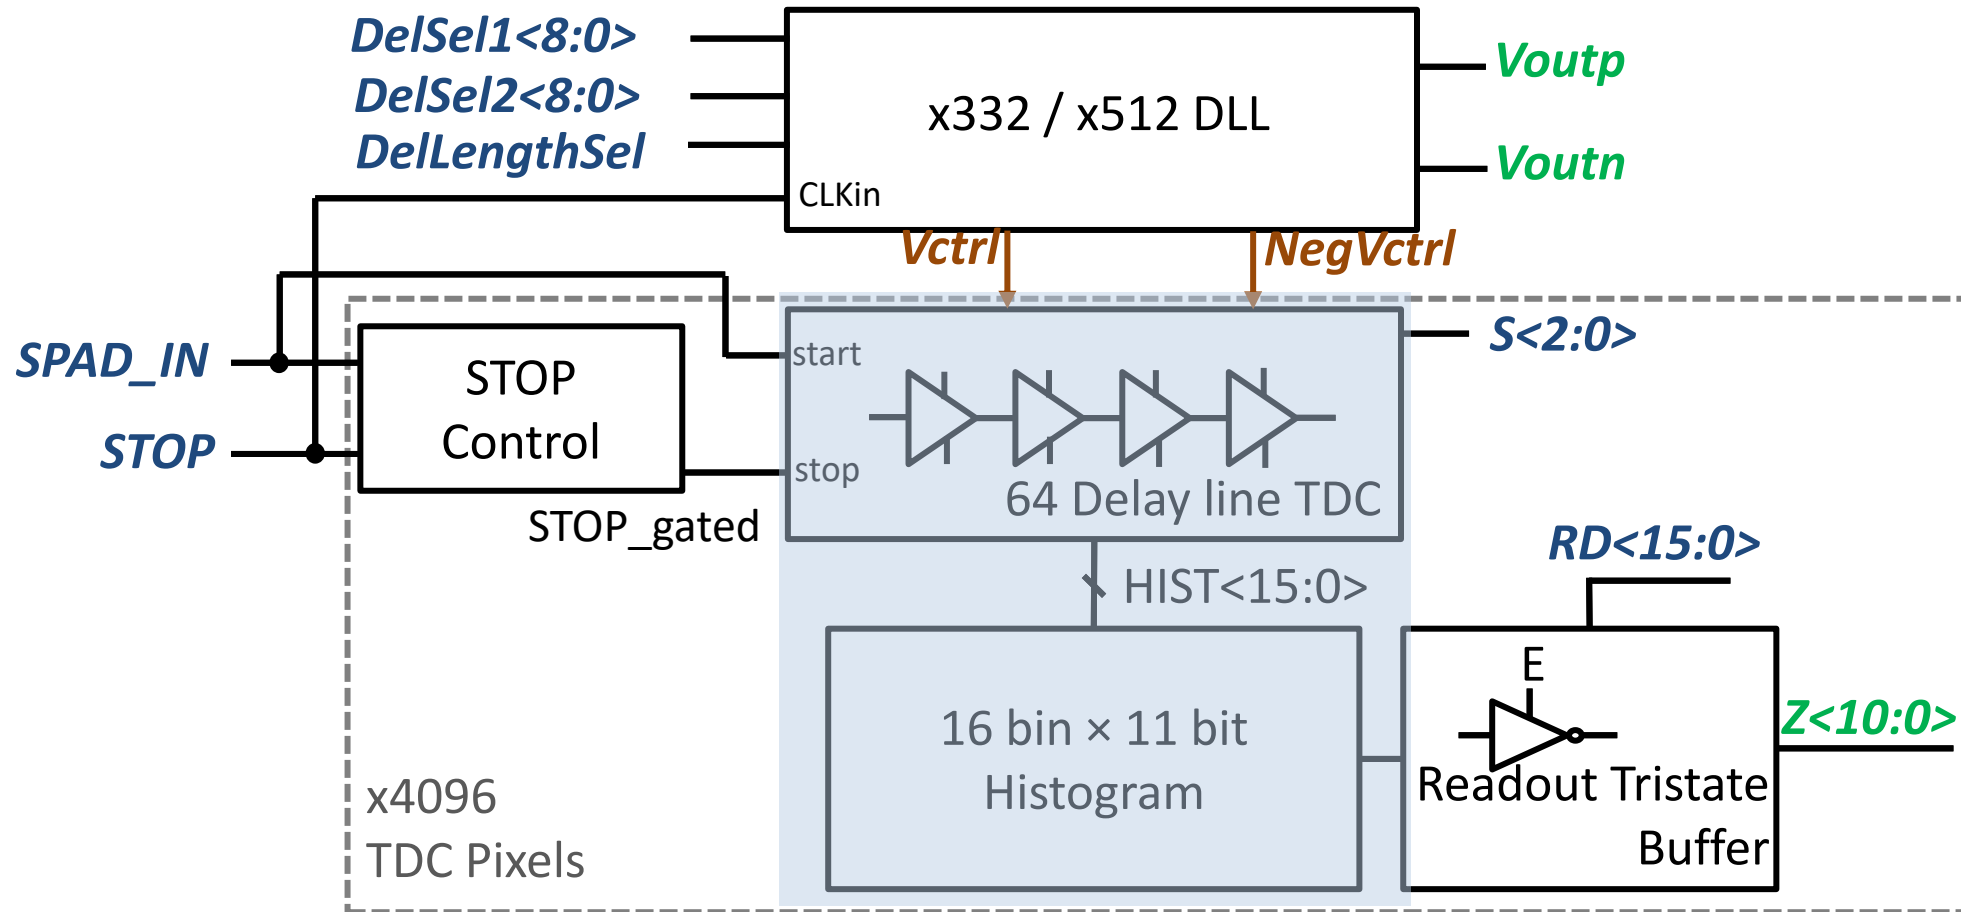 DelSel1<8:0>
DelSel2<8:0>
DelLengthSel
CLKin
x332 / x512 DLL
Voutp
Voutn
Vctrl
NegVctrl
SPAD_IN
STOP
STOP
Control
STOP_gated
start
stop
64 Delay line TDC
S<2:0>
HIST<15:0>
RD<15:0>
16 bin × 11 bit
Histogram
E
Readout Tristate
Buffer
Z<10:0>
x4096
TDC Pixels